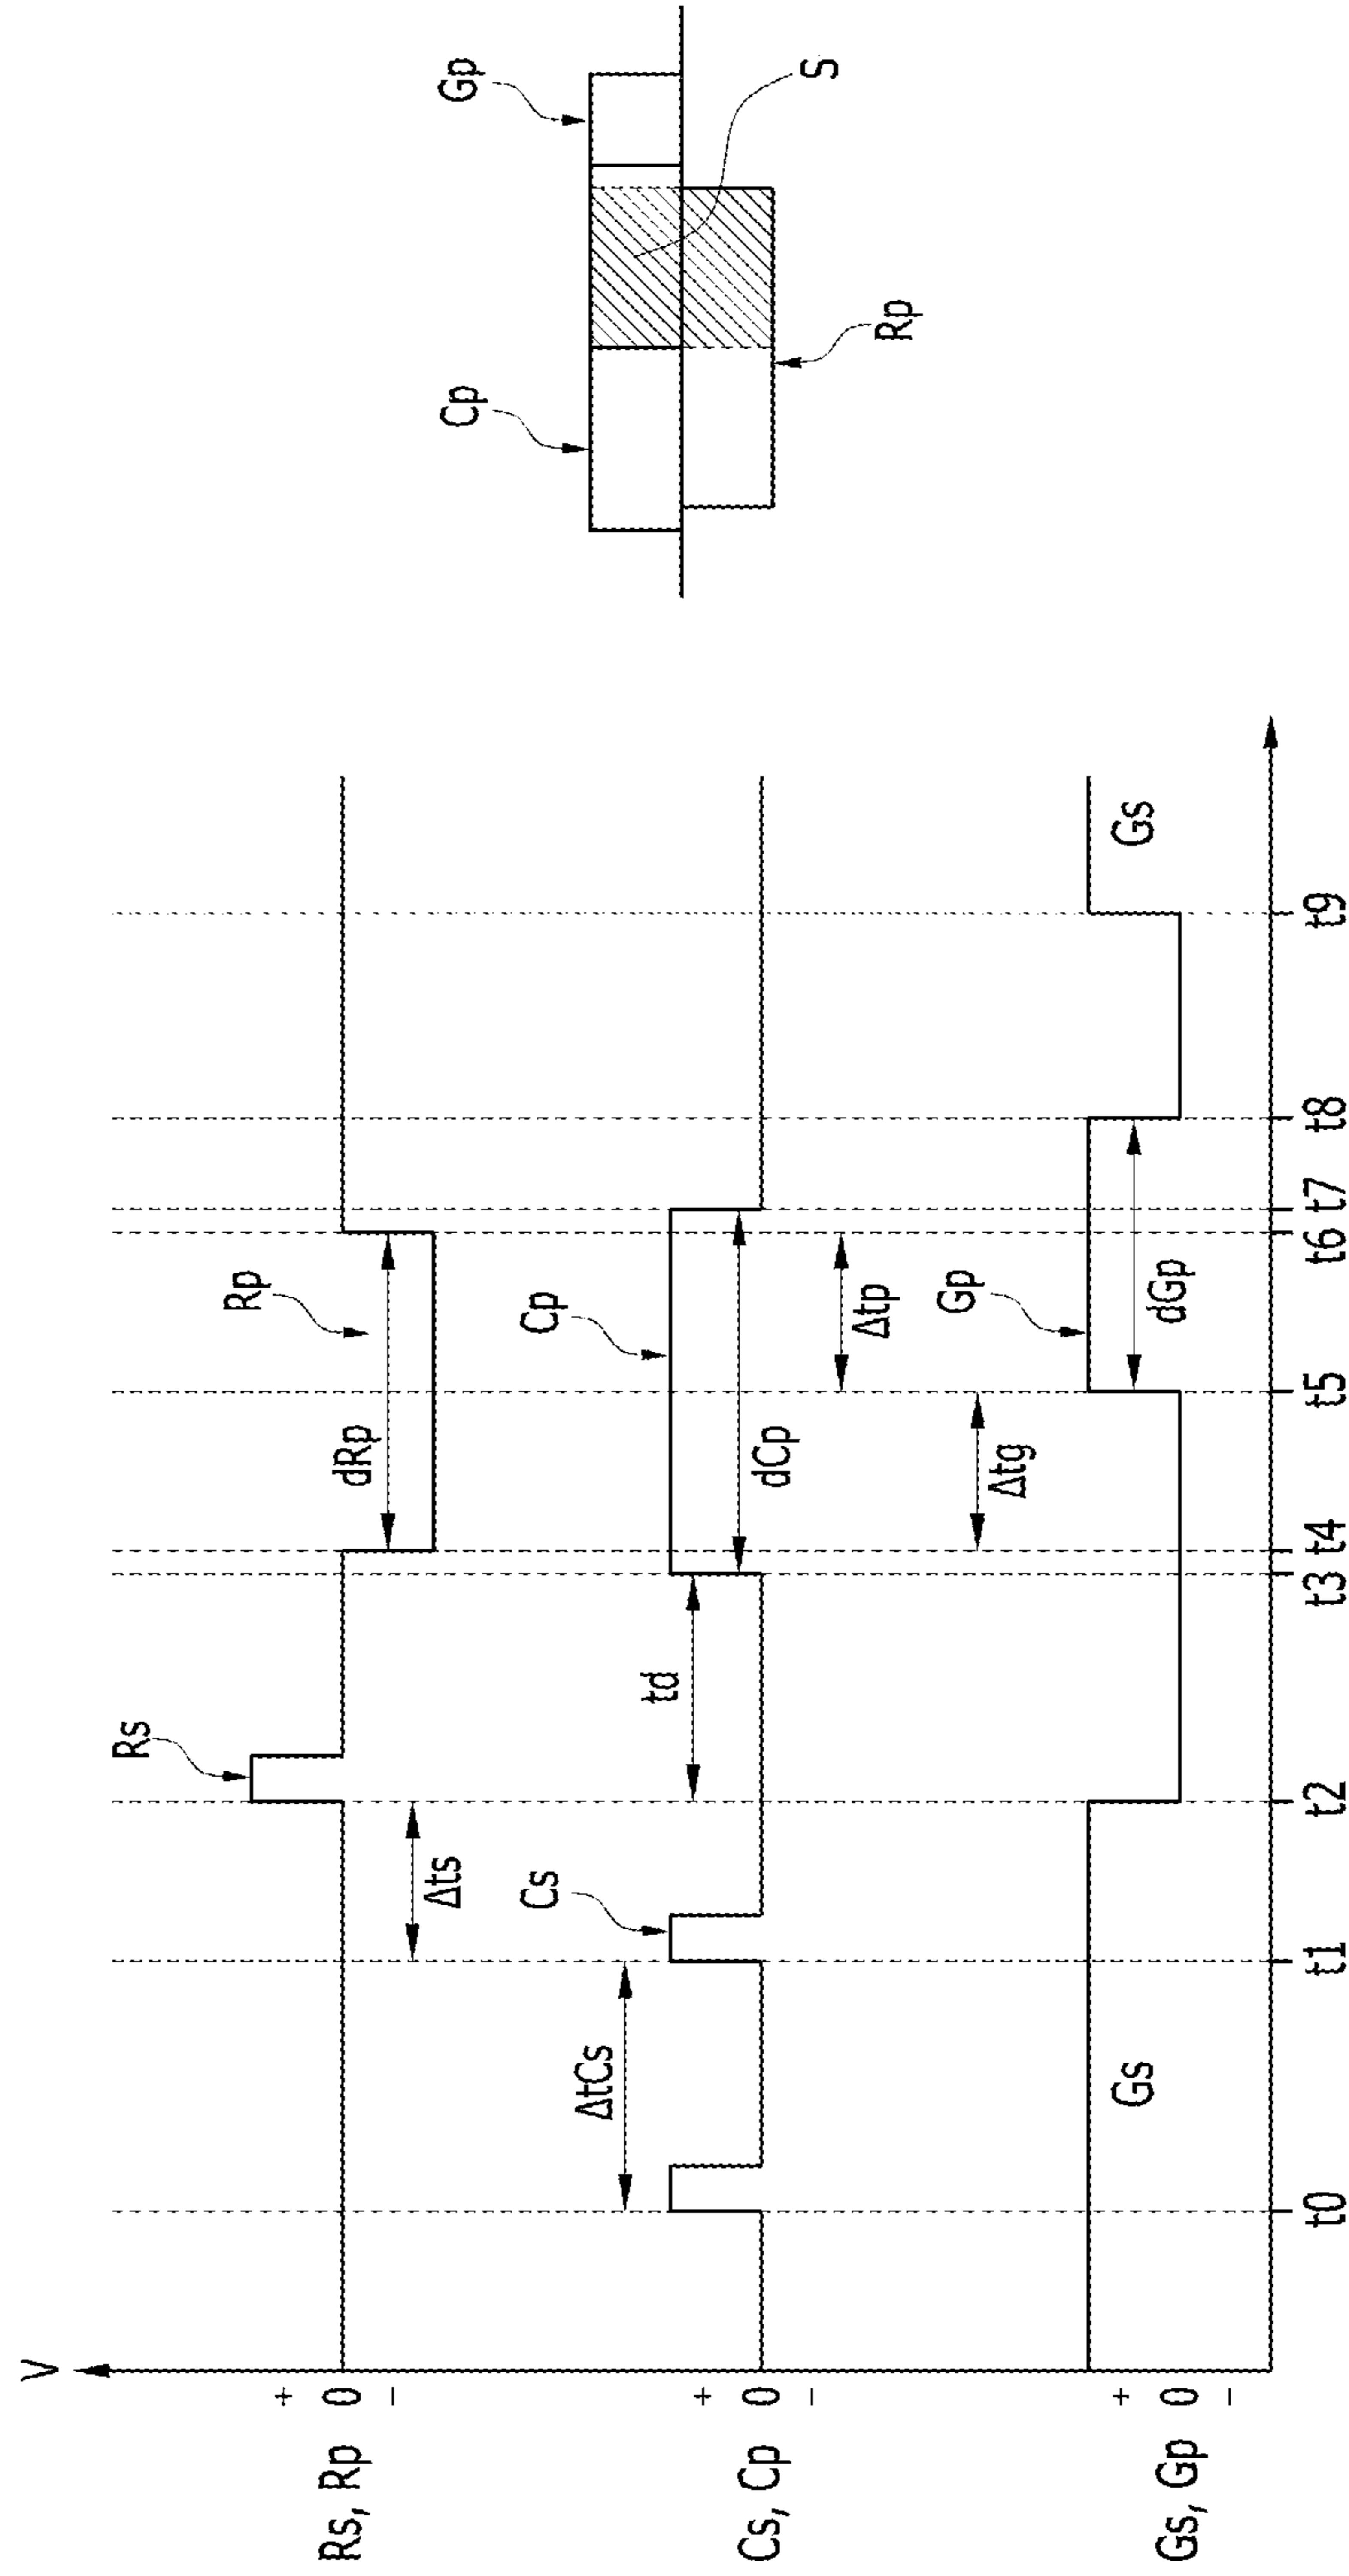 V
Rs, Rp
+
0
−
Rs
Δts
dRp
Rp
Cs, Cp
+
0
−
ΔtCs
Cs
td
Cp
dCp
Δtp
Δtg
Gs, Gp
+
0
−
Gs
Gp
dGp
Gs
t0
t1
t2
t3
t4
t5
t6
t7
t8
t9
Cp
Gp
Rp
S